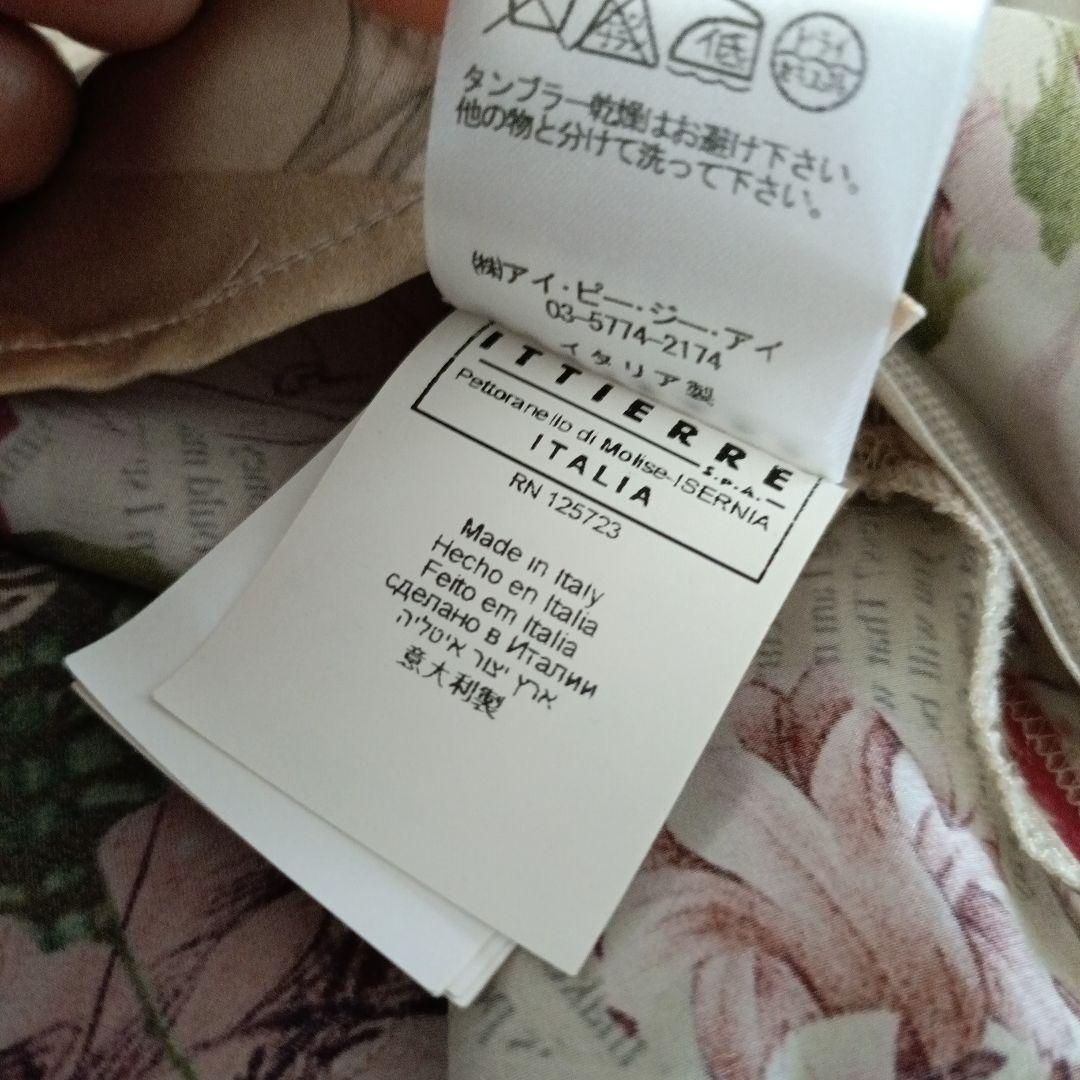 低
ドライ
タンブラー乾燥はお避け下さい。
他の物と分けて洗って下さい。
㈱アイ・ピー・ジー・アイ
03-5774-2174
イタリア製
ITTIERRE
S.P.A.
Pettoranello di Molise-ISERNIA
ITALIA
RN 125723
Made in Italy
Hecho en Italia
Feito em Italia
сделано в Италии
ארץ יצור איטליה
意大利製